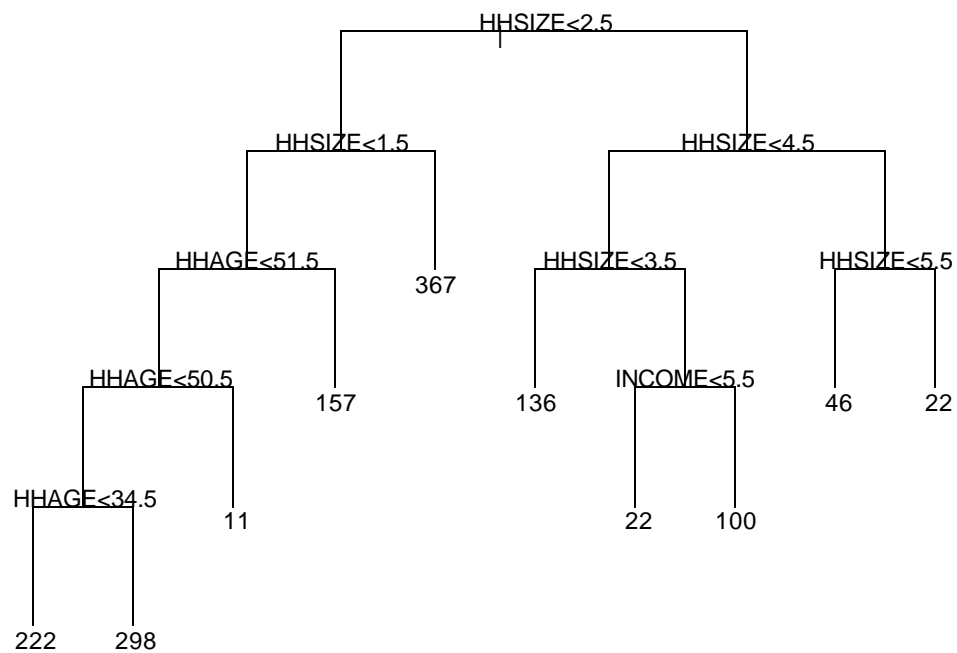 HHSIZE<2.5
HHSIZE<1.5
HHSIZE<4.5
HHAGE<51.5
367
HHSIZE<3.5
HHSIZE<5.5
HHAGE<50.5
157
136
INCOME<5.5
46
22
HHAGE<34.5
11
22
100
222
298